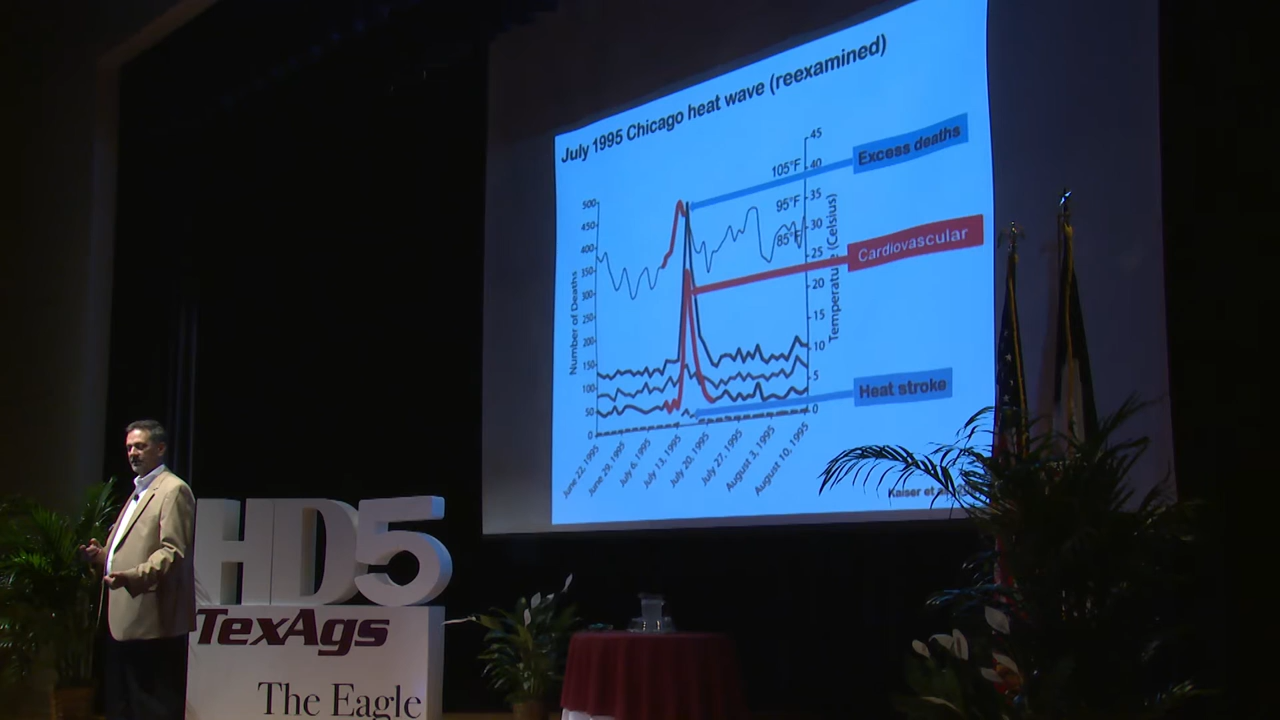 July 1995 Chicago heat wave (reexamined)
Excess deaths
Cardiovascular
Heat stroke
Number of Deaths
500
450
400
350
300
250
200
150
100
50
0
105°F
95°F
85°F
45
40
35
30
25
20
15
10
5
0
Temperature (Celsius)
June 22, 1995
June 29, 1995
July 6, 1995
July 13, 1995
July 20, 1995
July 27, 1995
August 3, 1995
August 10, 1995
Kaiser et
HD5
TexAgs
The Eagle